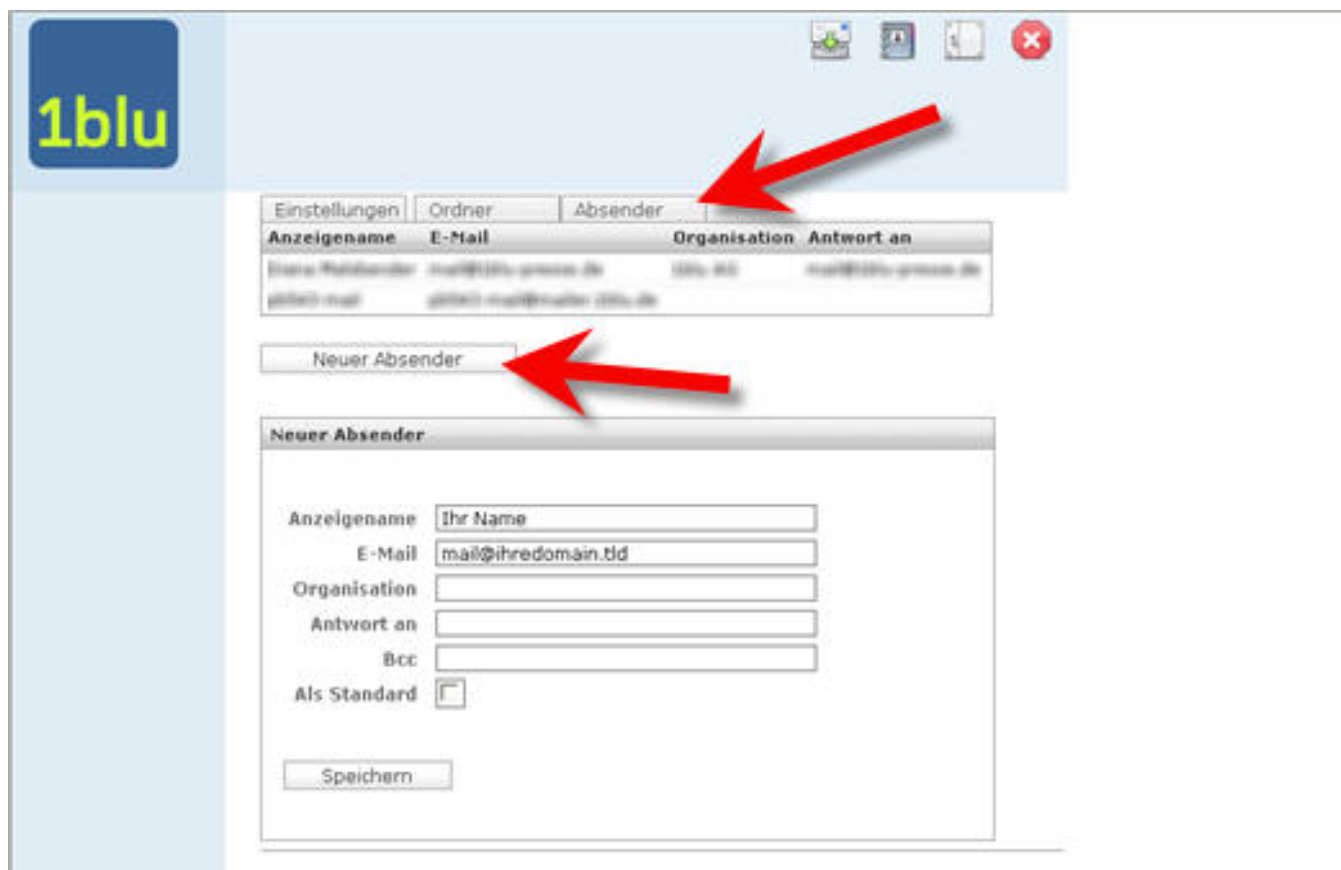 1blu
Einstellungen Ordner Absender
Anzeigename E-Mail Organisation Antwort an
Neuer Absender
Neuer Absender
Anzeigename Ihr Name
E-Mail mail@ihredomain.tld
Organisation
Antwort an
Bcc
Als Standard
Speichern